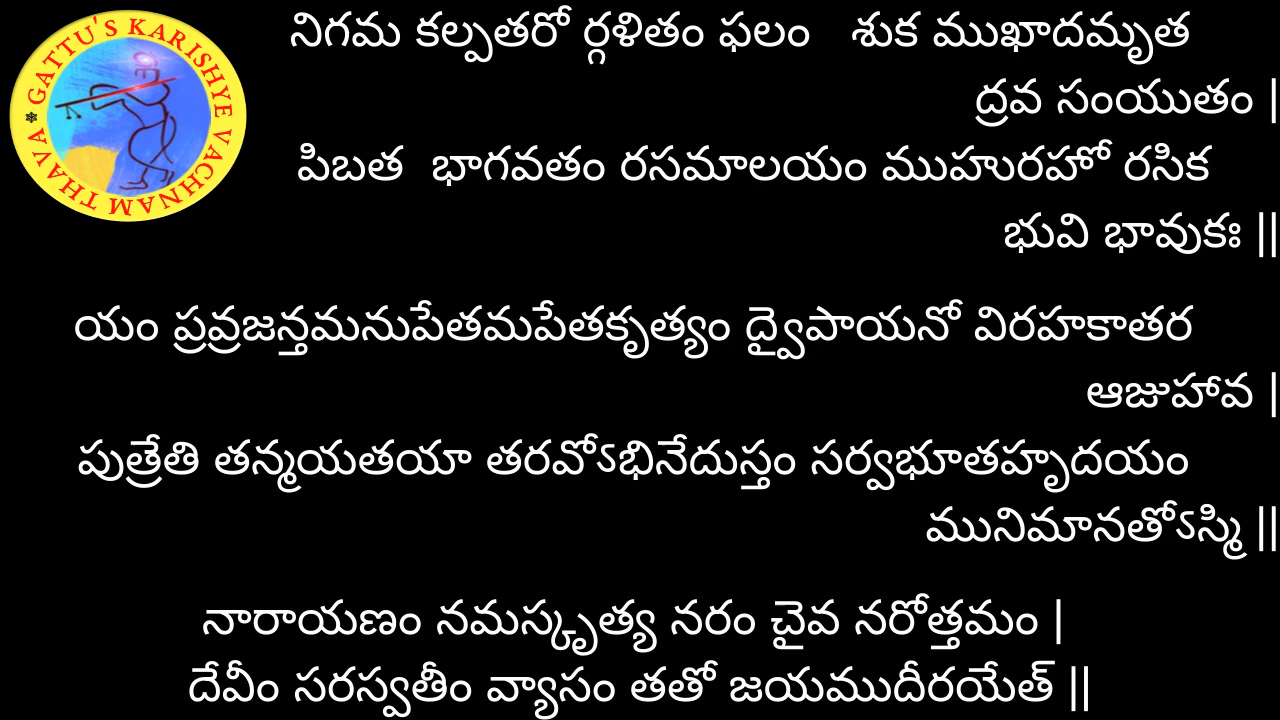 GATTU'S KARISHYE VACHNAM THAVA
నిగమ కల్పతరో ర్గళితం ఫలం శుక ముఖాదమృత
ద్రవ సంయుతం |
పిబత భాగవతం రసమాలయం ముహురహో రసిక
భువి భావుకః ||
యం ప్రవ్రజన్తమనుపేతమపేతకృత్యం ద్వైపాయనో విరహకాతర
ఆజుహావ |
పుత్రేతి తన్మయతయా తరవోఽభినేదుస్తం సర్వభూతహృదయం
మునిమానతోఽస్మి ||
నారాయణం నమస్కృత్య నరం చైవ నరోత్తమం |
దేవీం సరస్వతీం వ్యాసం తతో జయముదీరయేత్ ||